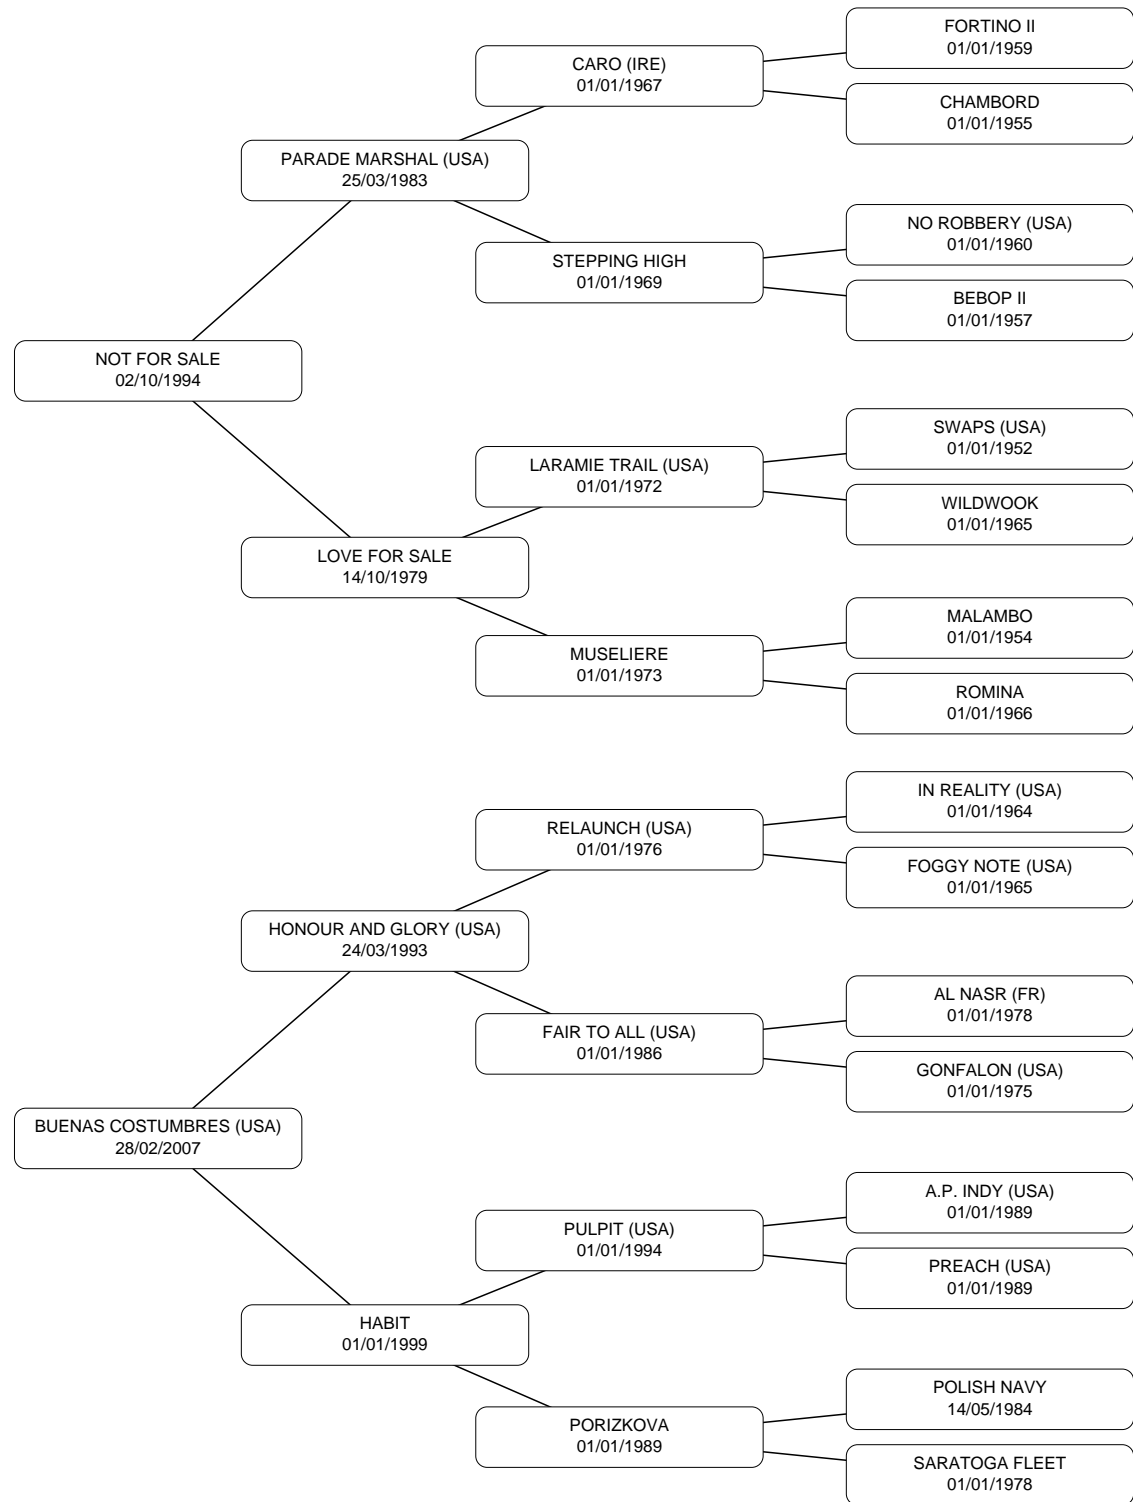 FORTINO II
01/01/1959
CARO (IRE)
01/01/1967
CHAMBORD
01/01/1955
PARADE MARSHAL (USA)
25/03/1983
NO ROBBERY (USA)
01/01/1960
STEPPING HIGH
01/01/1969
BEBOP II
01/01/1957
NOT FOR SALE
02/10/1994
SWAPS (USA)
01/01/1952
LARAMIE TRAIL (USA)
01/01/1972
WILDWOOK
01/01/1965
LOVE FOR SALE
14/10/1979
MALAMBO
01/01/1954
MUSELIERE
01/01/1973
ROMINA
01/01/1966
IN REALITY (USA)
01/01/1964
RELAUNCH (USA)
01/01/1976
FOGGY NOTE (USA)
01/01/1965
HONOUR AND GLORY (USA)
24/03/1993
AL NASR (FR)
01/01/1978
FAIR TO ALL (USA)
01/01/1986
GONFALON (USA)
01/01/1975
BUENAS COSTUMBRES (USA)
28/02/2007
A.P. INDY (USA)
01/01/1989
PULPIT (USA)
01/01/1994
PREACH (USA)
01/01/1989
HABIT
01/01/1999
POLISH NAVY
14/05/1984
PORIZKOVA
01/01/1989
SARATOGA FLEET
01/01/1978